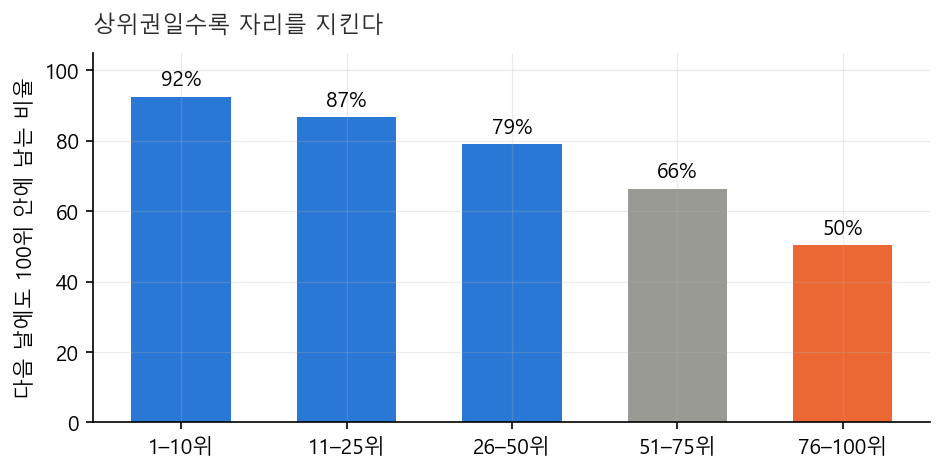 상위권일수록 자리를 지킨다
다음 날에도 100위 안에 남는 비율
100
80
60
40
20
0
92%
87%
79%
66%
50%
1–10위
11–25위
26–50위
51–75위
76–100위